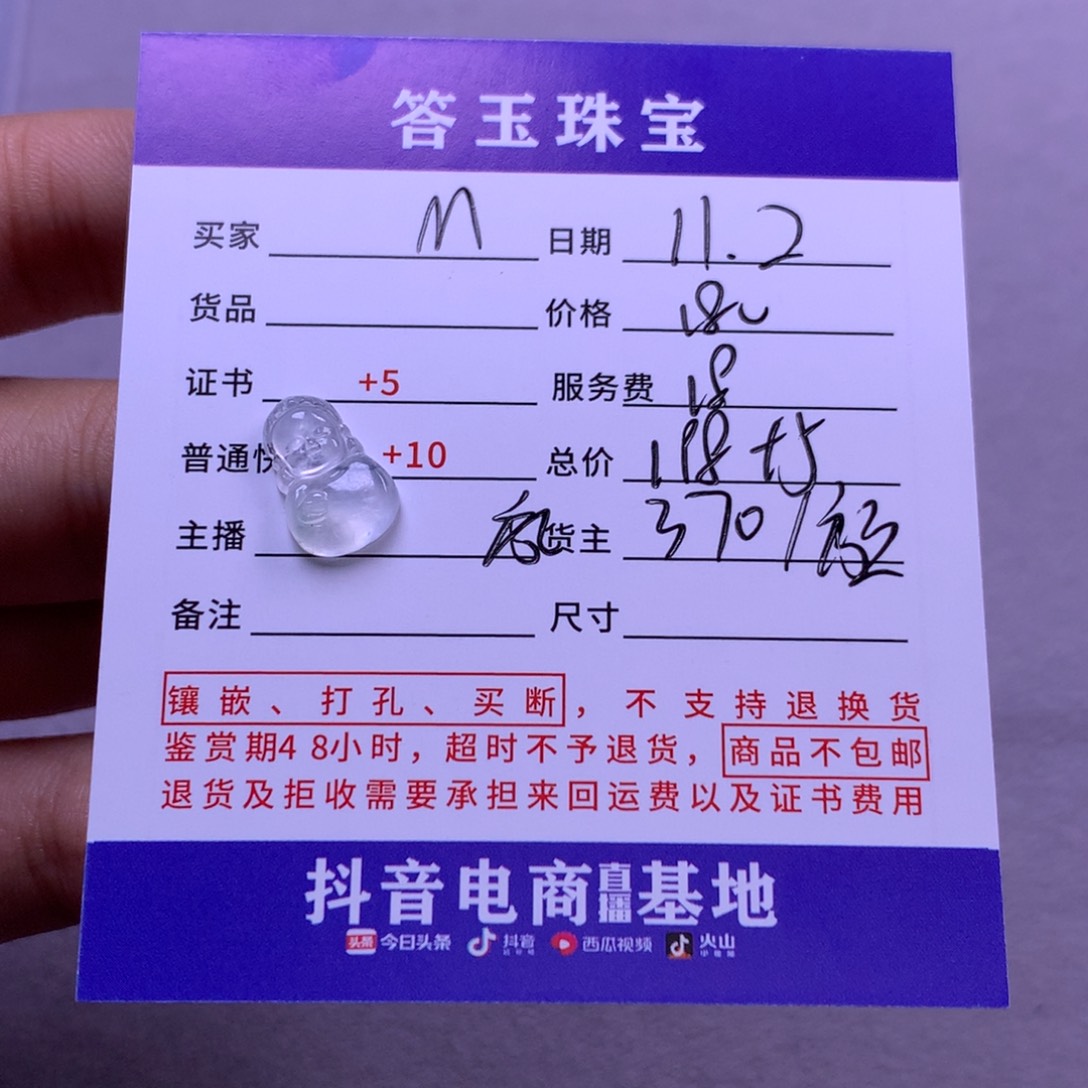 答玉珠宝
买家 M 日期 11.2
货品 价格 180
证书 +5 服务费 18
普通快 +10 总价 198
主播 货主 370/
备注 尺寸
镶嵌、打孔、买断，不支持退换货
鉴赏期48小时，超时不予退货，商品不包邮
退货及拒收需要承担来回运费以及证书费用
抖音电商直播基地
头条 今日头条 抖音 西瓜视频 火山